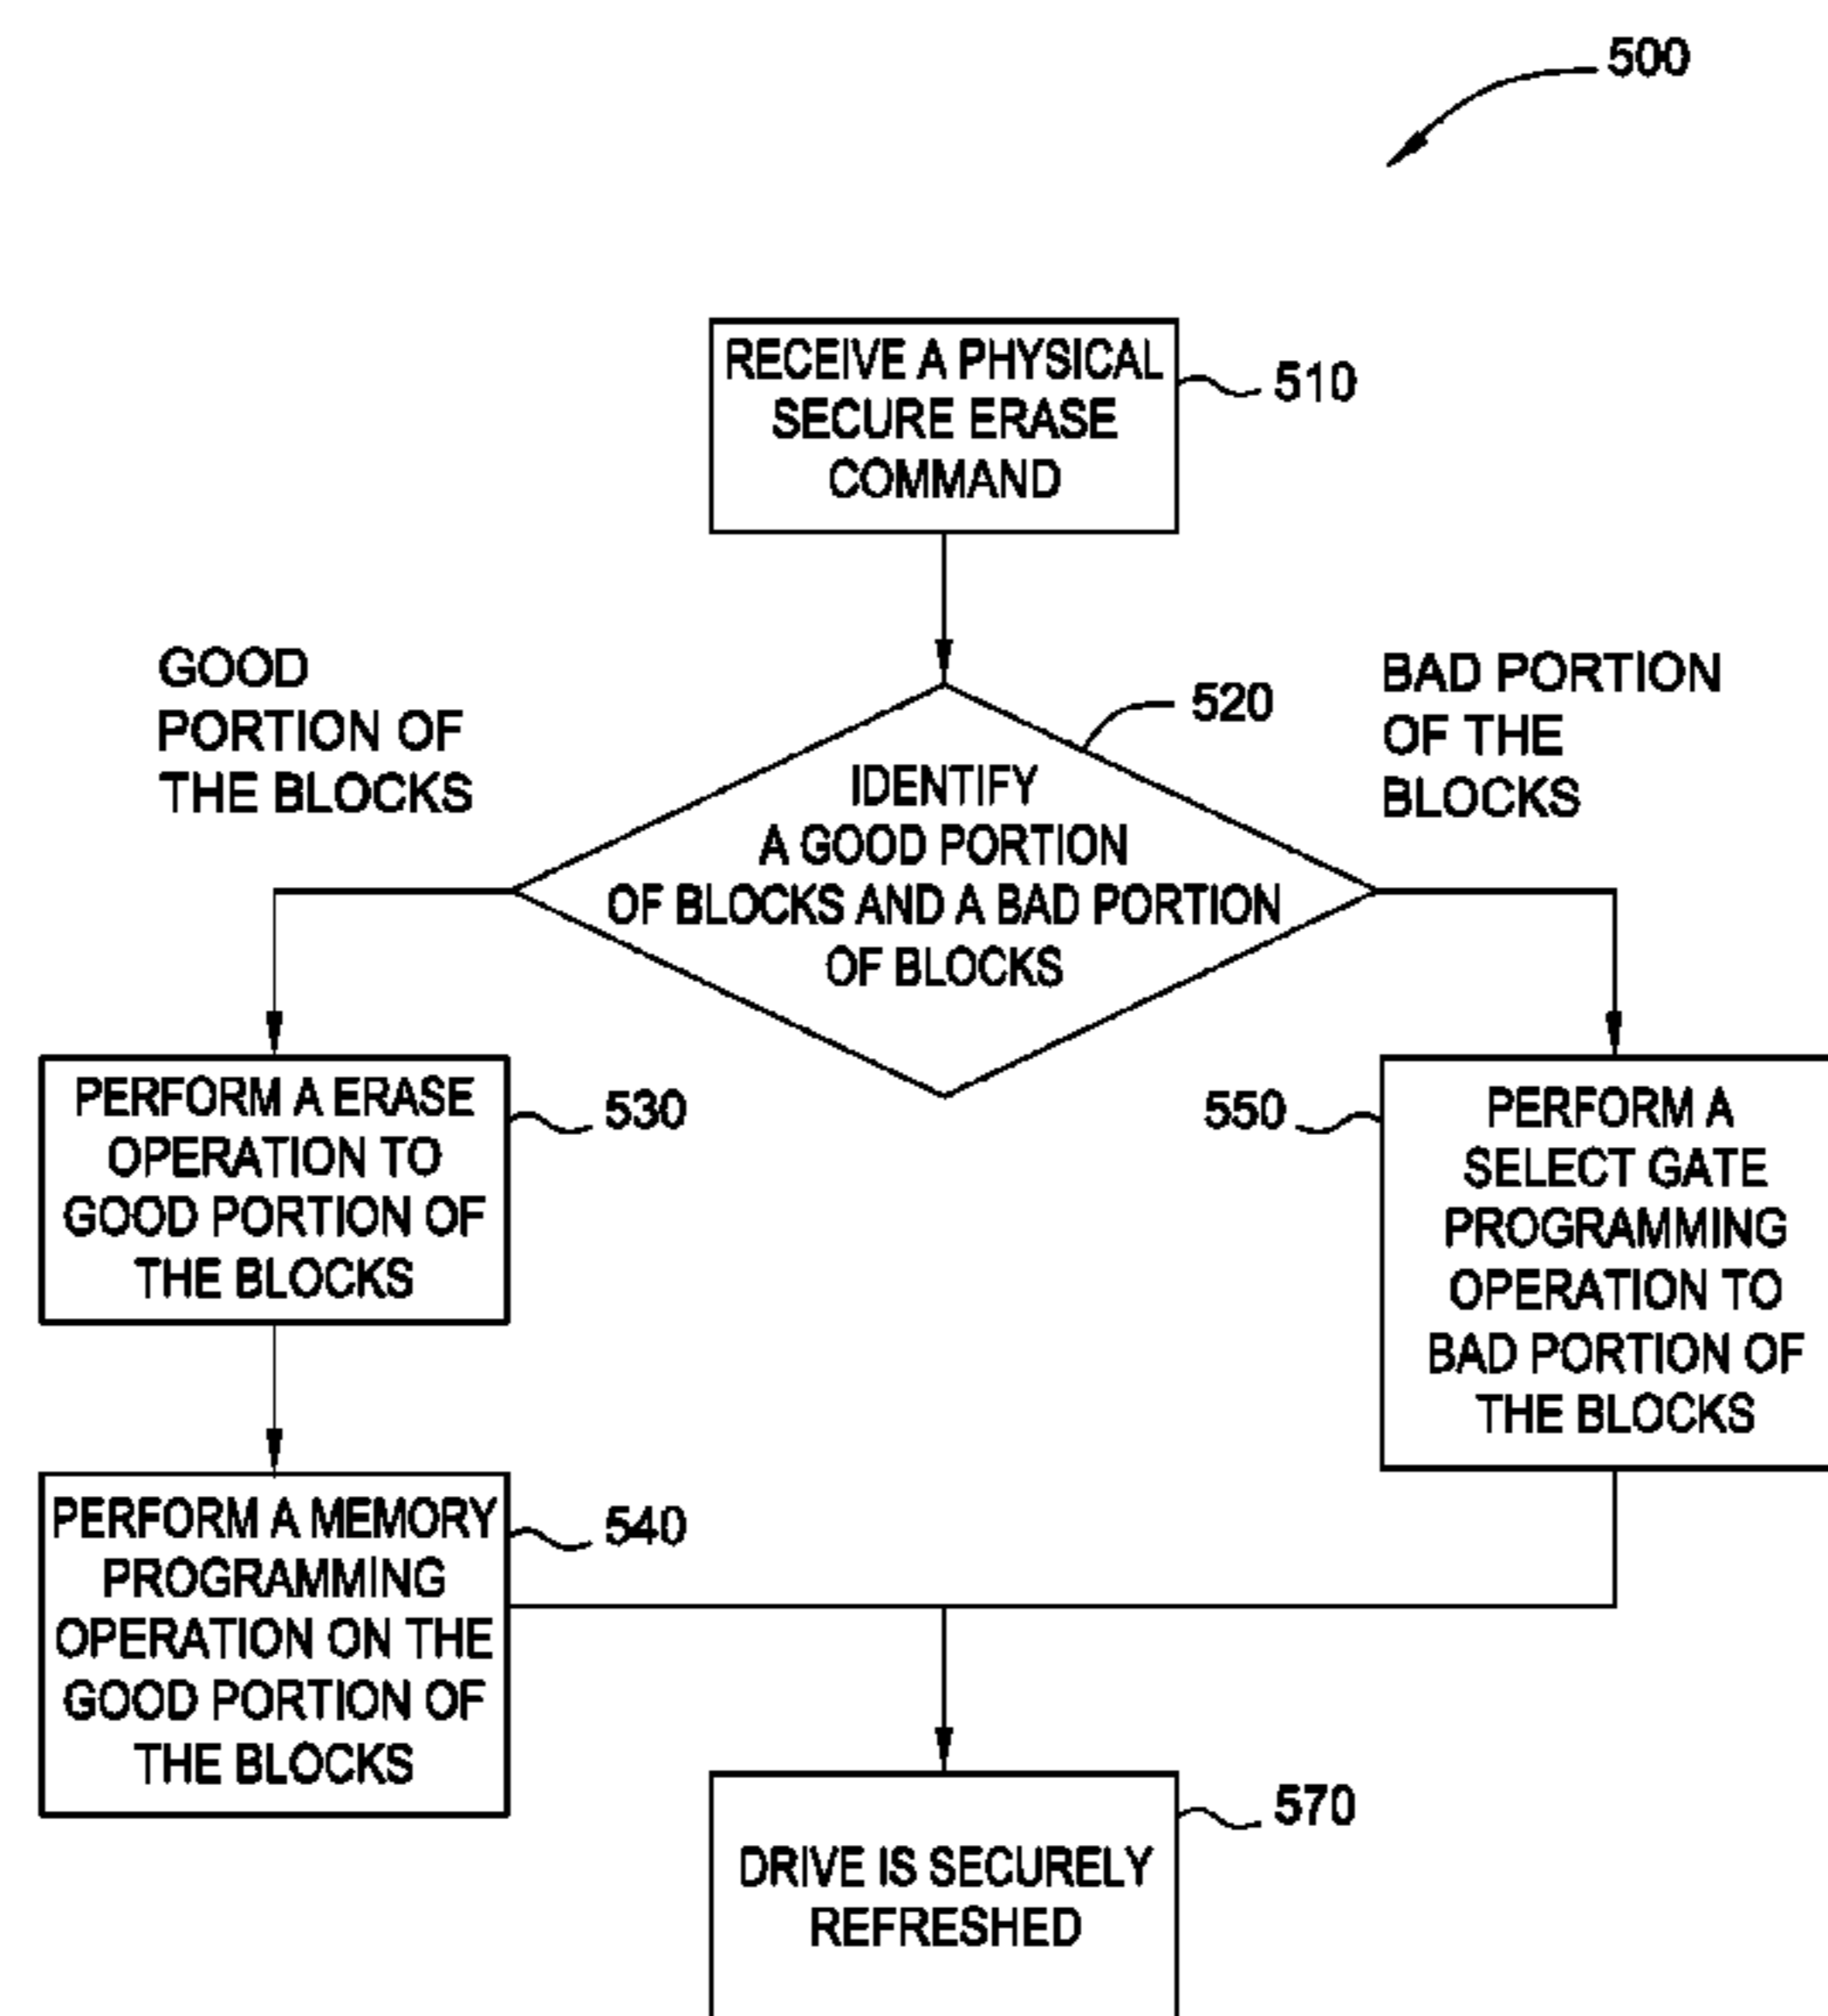 500
RECEIVE A PHYSICAL
SECURE ERASE
COMMAND
510
GOOD
PORTION OF
THE BLOCKS
520
BAD PORTION
OF THE
BLOCKS
IDENTIFY
A GOOD PORTION
OF BLOCKS AND A BAD PORTION
OF BLOCKS
PERFORM A ERASE
OPERATION TO
GOOD PORTION OF
THE BLOCKS
530
550
PERFORM A
SELECT GATE
PROGRAMMING
OPERATION TO
BAD PORTION OF
THE BLOCKS
PERFORM A MEMORY
PROGRAMMING
OPERATION ON THE
GOOD PORTION OF
THE BLOCKS
540
DRIVE IS SECURELY
REFRESHED
570